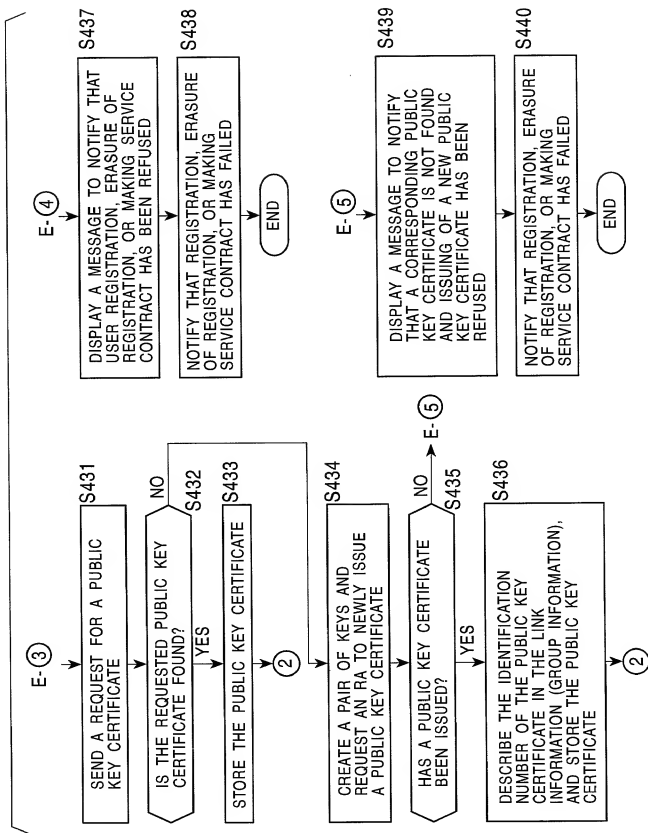 E-③
S431
SEND A REQUEST FOR A PUBLIC
KEY CERTIFICATE
S432
IS THE REQUESTED PUBLIC KEY
CERTIFICATE FOUND?
NO
YES
S433
STORE THE PUBLIC KEY CERTIFICATE
②
S434
CREATE A PAIR OF KEYS AND
REQUEST AN RA TO NEWLY ISSUE
A PUBLIC KEY CERTIFICATE
HAS A PUBLIC KEY CERTIFICATE
BEEN ISSUED?
NO
E-⑤
S435
YES
S436
DESCRIBE THE IDENTIFICATION
NUMBER OF THE PUBLIC KEY
CERTIFICATE IN THE LINK
INFORMATION (GROUP INFORMATION),
AND STORE THE PUBLIC KEY
CERTIFICATE
②
E-④
S437
DISPLAY A MESSAGE TO NOTIFY THAT
USER REGISTRATION, ERASURE OF
REGISTRATION, OR MAKING SERVICE
CONTRACT HAS BEEN REFUSED
S438
NOTIFY THAT REGISTRATION, ERASURE
OF REGISTRATION, OR MAKING
SERVICE CONTRACT HAS FAILED
END
E-⑤
S439
DISPLAY A MESSAGE TO NOTIFY
THAT A CORRESPONDING PUBLIC
KEY CERTIFICATE IS NOT FOUND
AND ISSUING OF A NEW PUBLIC
KEY CERTIFICATE HAS BEEN
REFUSED
S440
NOTIFY THAT REGISTRATION, ERASURE
OF REGISTRATION, OR MAKING
SERVICE CONTRACT HAS FAILED
END